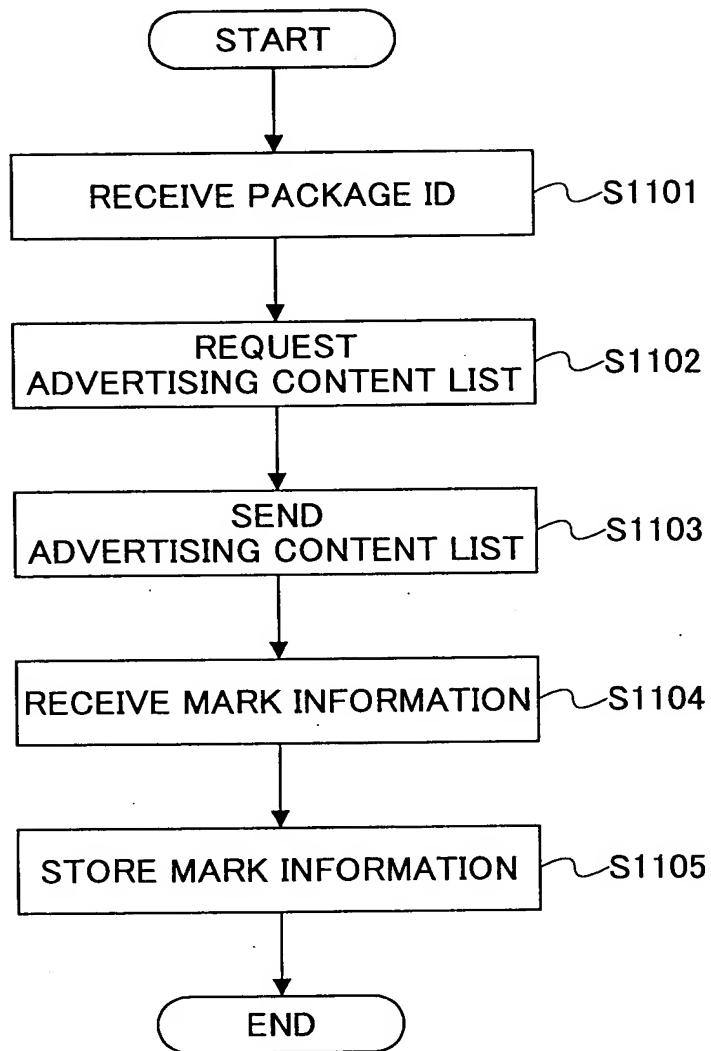 START
RECEIVE PACKAGE ID
S1101
REQUEST
ADVERTISING CONTENT LIST
S1102
SEND
ADVERTISING CONTENT LIST
S1103
RECEIVE MARK INFORMATION
S1104
STORE MARK INFORMATION
S1105
END